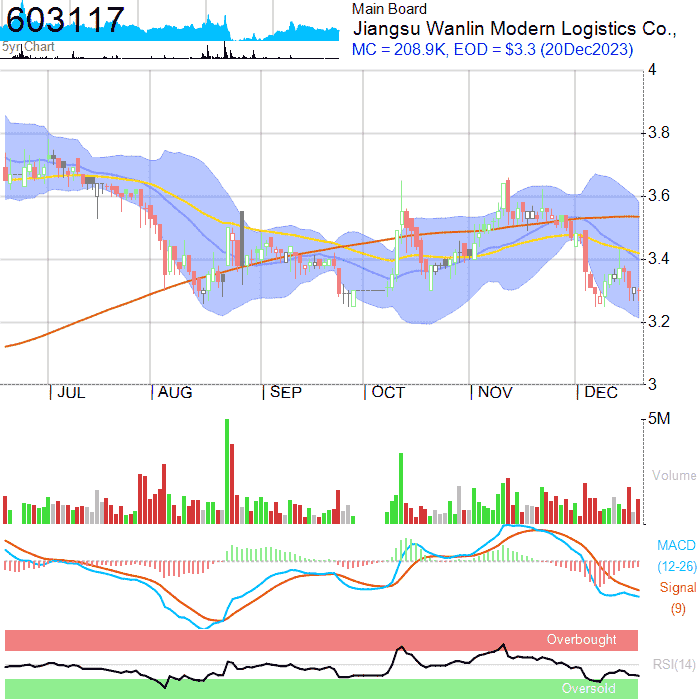 603117
5yr Chart
Main Board
Jiangsu Wanlin Modern Logistics Co.,
MC = 208.9K, EOD = $3.3 (20Dec2023)
4
3.8
3.6
3.4
3.2
3
JUL AUG SEP OCT NOV DEC
5M
Volume
MACD
(12-26)
Signal
(9)
Overbought
RSI(14)
Oversold